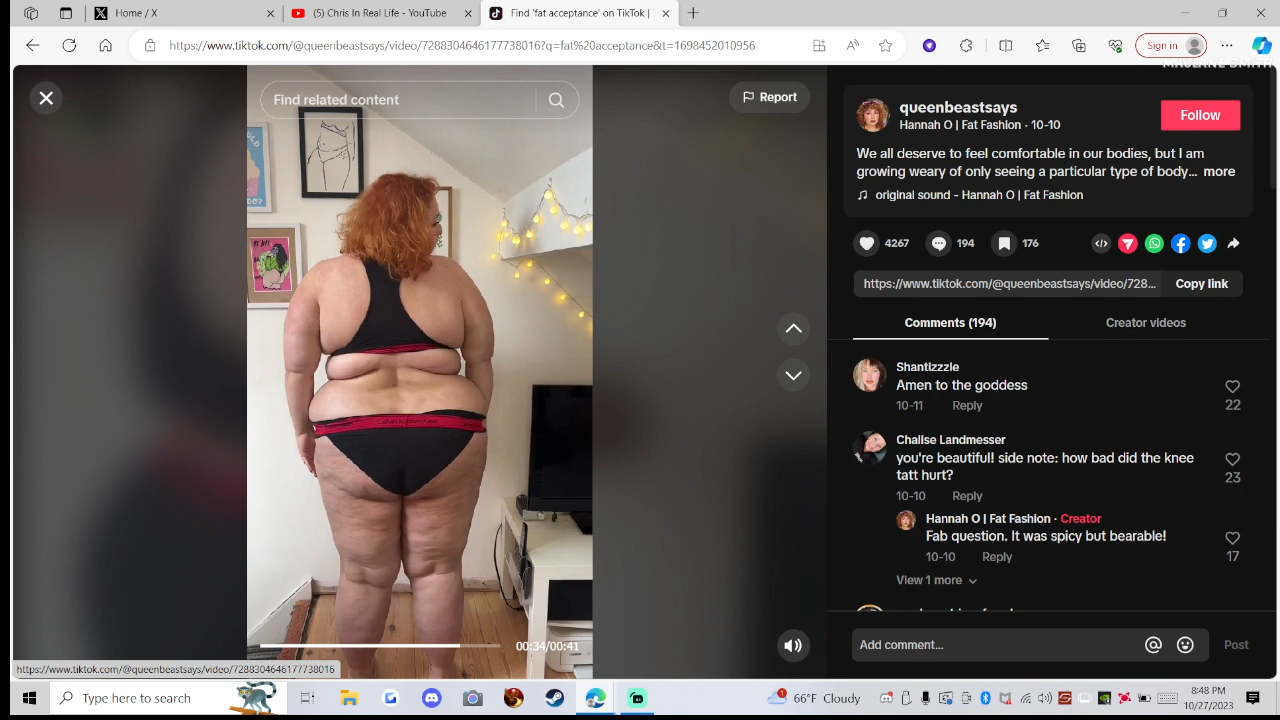 Home / X
(5) Chris In Real Life - YouTube
Find 'fat acceptance' on TikTok |
https://www.tiktok.com/@queenbeastsays/video/7288304646177738016?q=fat%20acceptance&t=1698452010956
Sign in
Find related content
Report
queenbeastsays
Hannah O | Fat Fashion · 10-10
Follow
We all deserve to feel comfortable in our bodies, but I am
growing weary of only seeing a particular type of body... more
original sound - Hannah O | Fat Fashion
4267
194
176
https://www.tiktok.com/@queenbeastsays/video/728...
Copy link
Comments (194)
Creator videos
Shantizzzle
Amen to the goddess
10-11
Reply
22
Chalise Landmesser
you're beautiful! side note: how bad did the knee
tatt hurt?
10-10
Reply
23
Hannah O | Fat Fashion · Creator
Fab question. It was spicy but bearable!
10-10
Reply
17
View 1 more
00:34/00:41
Add comment...
Post
https://www.tiktok.com/@queenbeastsays/video/7288304646177738016
Type here to search
66°F Cloudy
8:48 PM
10/27/2023